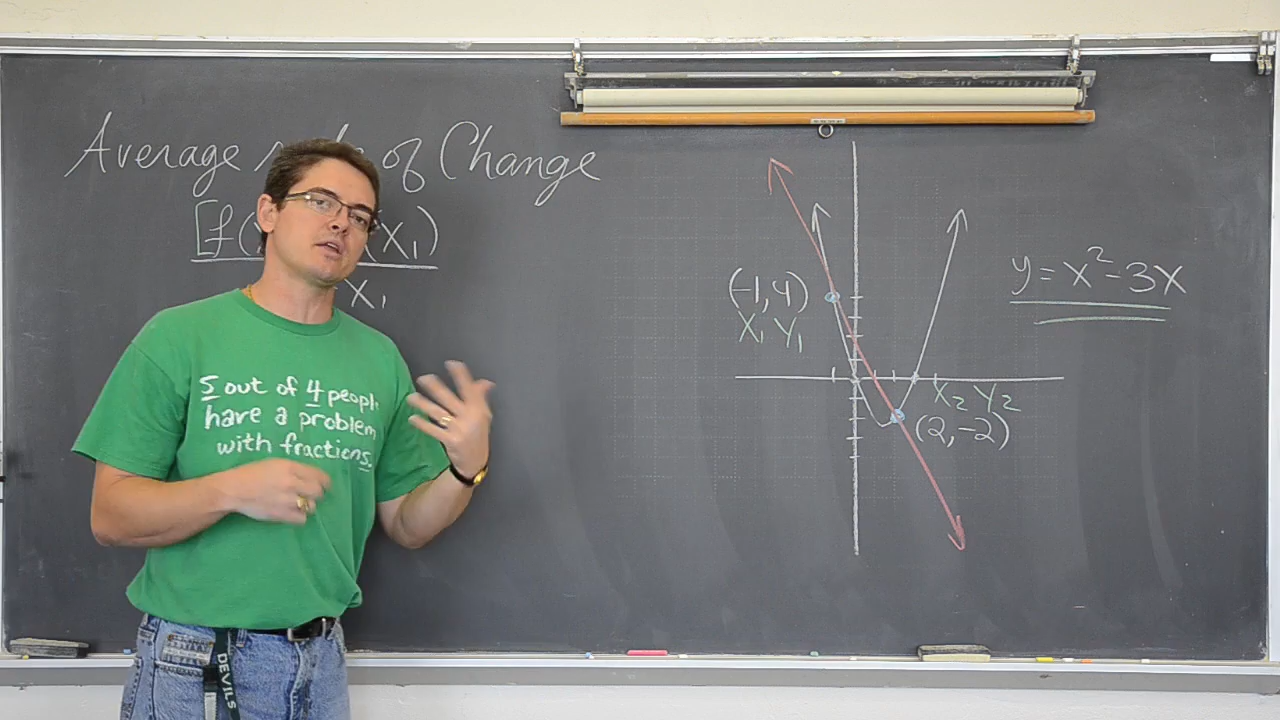 Average of Change
[f( (X₁)
X₁
5 out of 4 people
have a problem
with fractions.
DEVILS
(-1,4)
X₁ Y₁
y=x²-3x
X₂ Y₂
(2,-2)